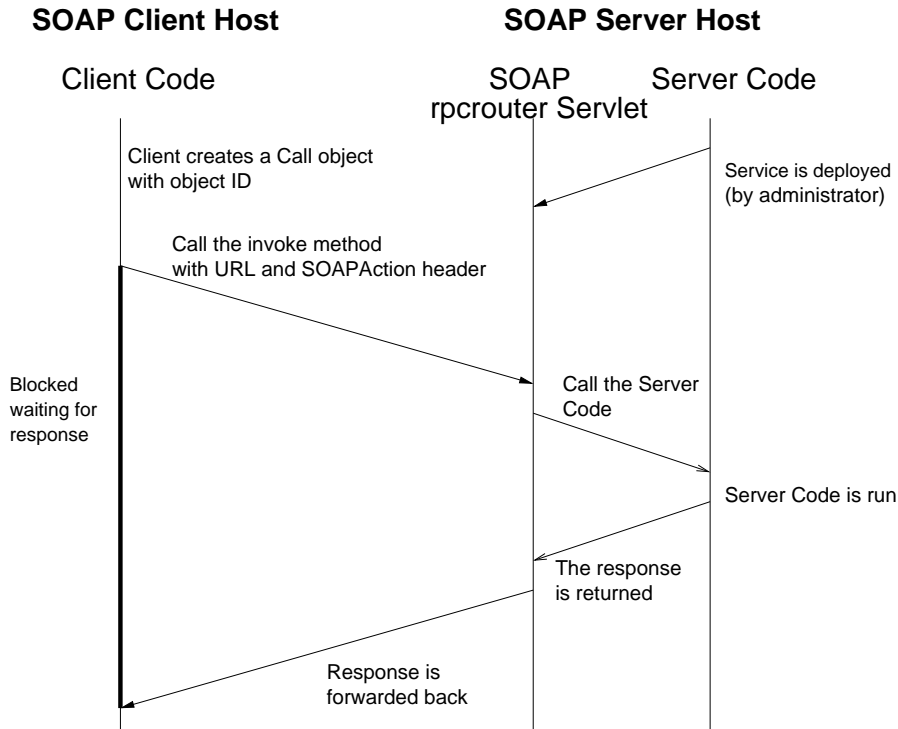 SOAP Client Host
SOAP Server Host
Client Code
SOAP
rpcrouter Servlet
Server Code
Client creates a Call object
with object ID
Service is deployed
(by administrator)
Call the invoke method
with URL and SOAPAction header
Blocked
waiting for
response
Call the Server
Code
Server Code is run
The response
is returned
Response is
forwarded back